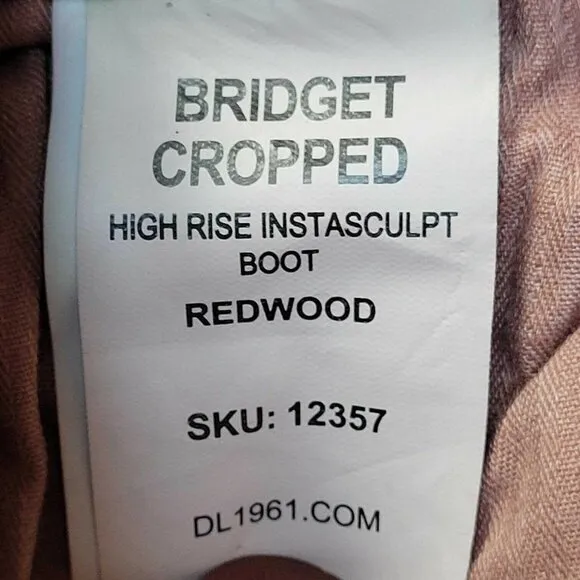 BRIDGET
CROPPED
HIGH RISE INSTASCULPT
BOOT
REDWOOD
SKU: 12357
DL1961.COM